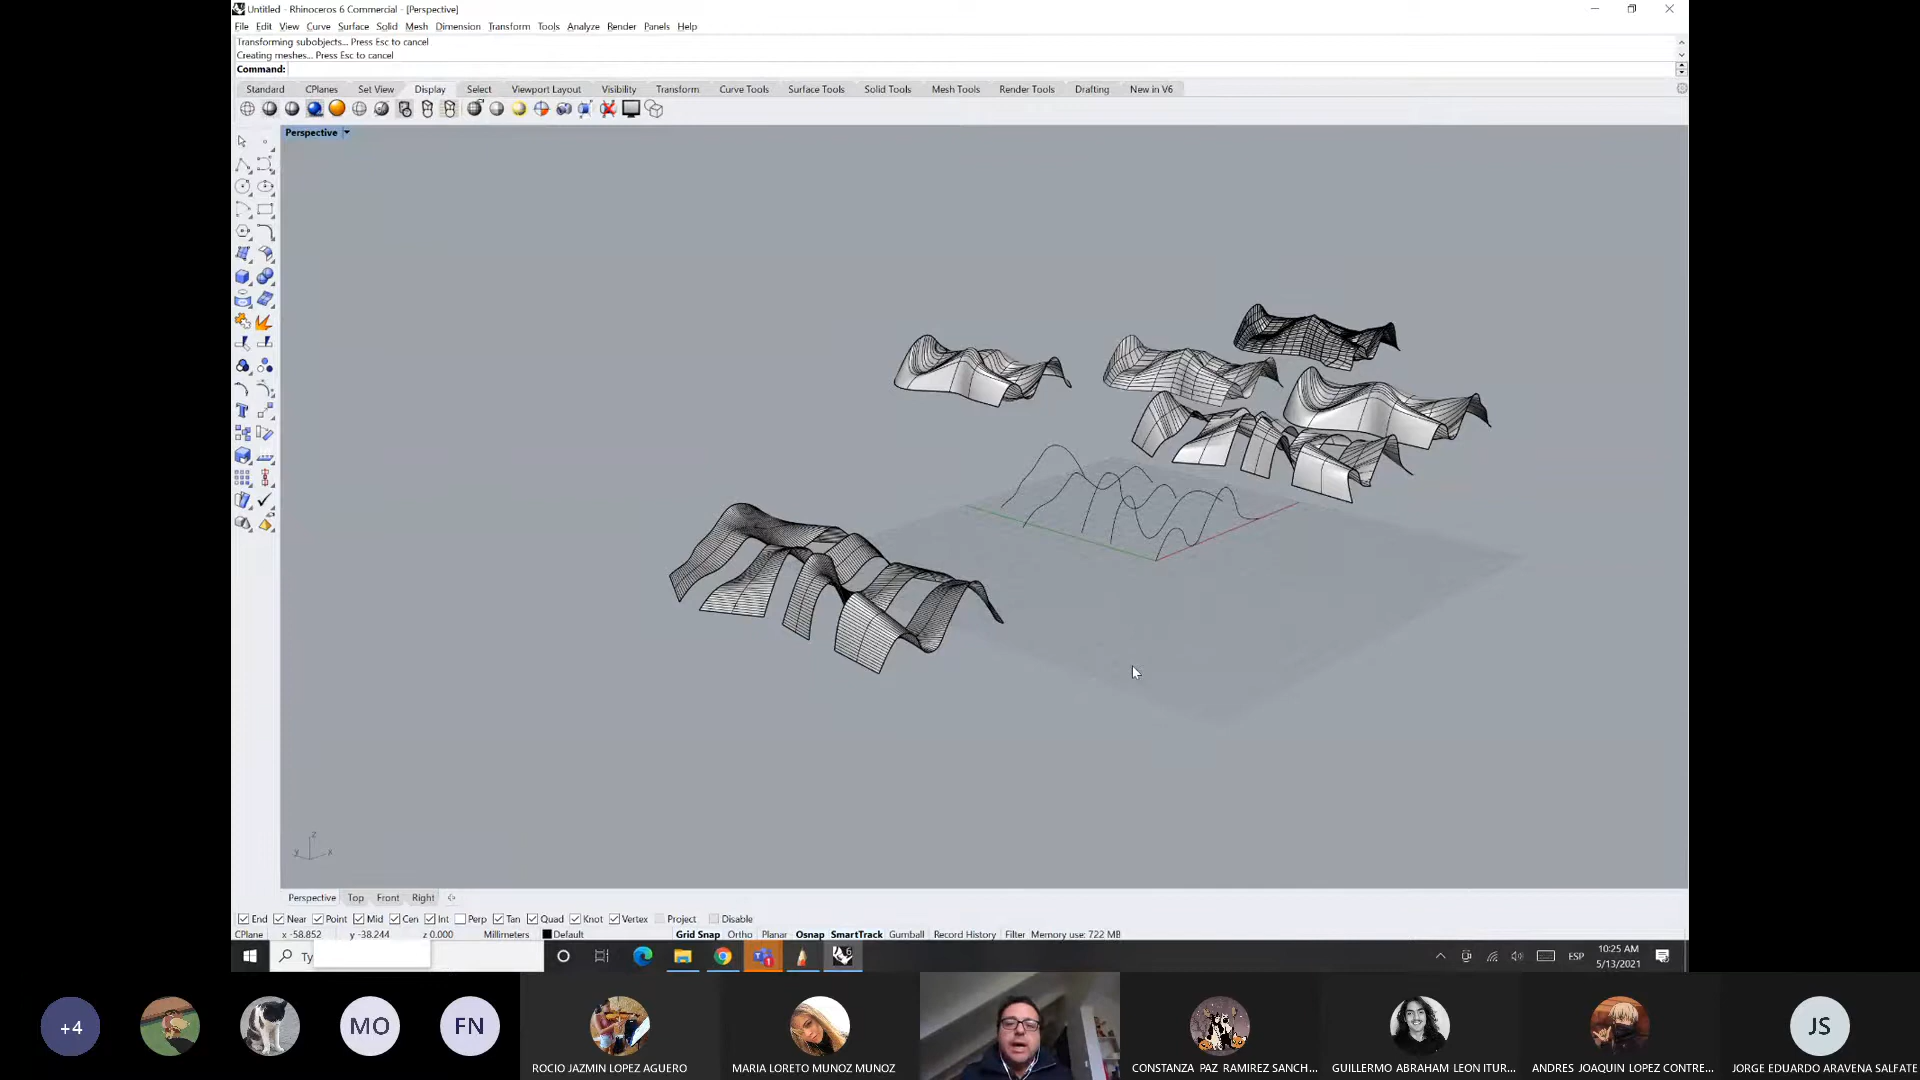 Untitled - Rhinoceros 6 Commercial - [Perspective]
File Edit View Curve Surface Solid Mesh Dimension Transform Tools Analyze Render Panels Help
Transforming subobjects... Press Esc to cancel
Creating meshes... Press Esc to cancel
Command:
Standard CPlanes Set View Display Select Viewport Layout Visibility Transform Curve Tools Surface Tools Solid Tools Mesh Tools Render Tools Drafting New in V6
Perspective
z
y x
Perspective Top Front Right
End Near Point Mid Cen Int Perp Tan Quad Knot Vertex Project Disable
CPlane x -58.852 y -38.244 z 0.000 Millimeters Default Grid Snap Ortho Planar Osnap SmartTrack Gumball Record History Filter Memory use: 722 MB
Ty
ESP
10:25 AM
5/13/2021
+4 MO FN JS
ROCIO JAZMIN LOPEZ AGUERO MARIA LORETO MUNOZ MUNOZ CONSTANZA PAZ RAMIREZ SANCH... GUILLERMO ABRAHAM LEON ITUR... ANDRES JOAQUIN LOPEZ CONTRE... JORGE EDUARDO ARAVENA SALFATE